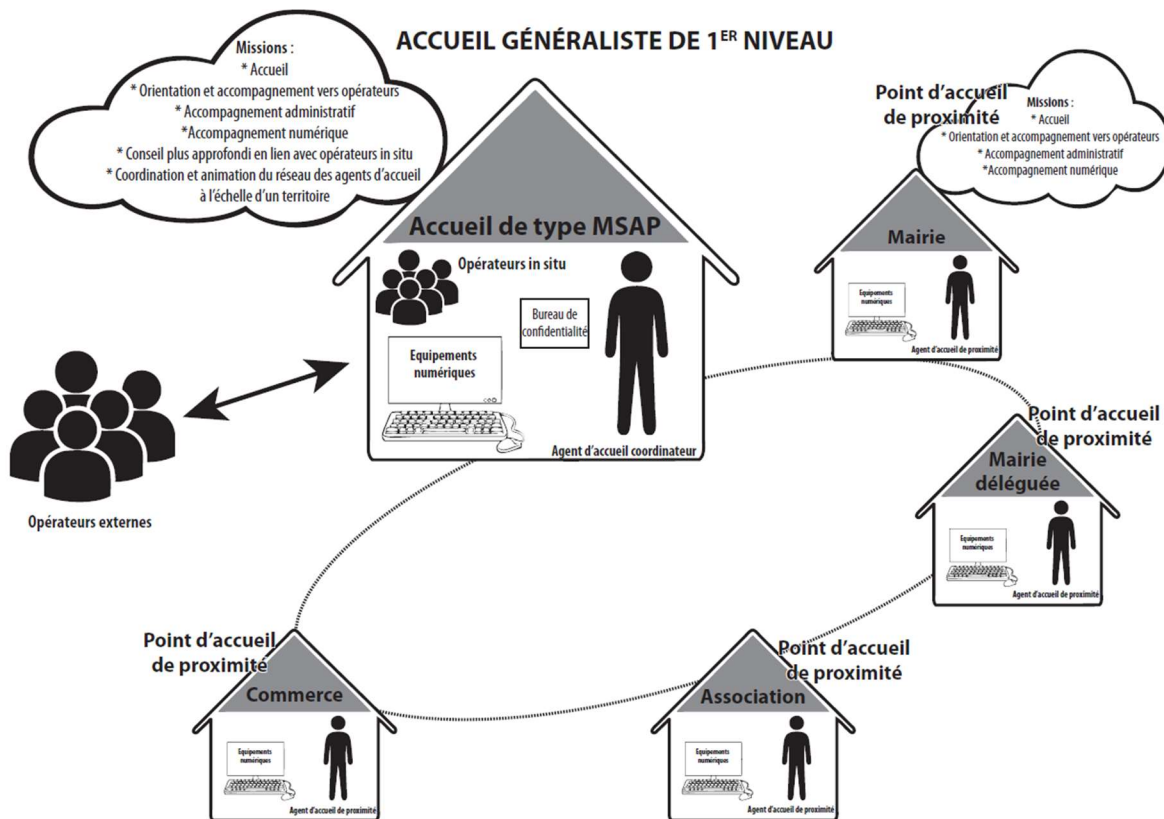 ACCUEIL GÉNÉRALISTE DE 1ER NIVEAU
Missions :
* Accueil
* Orientation et accompagnement vers opérateurs
* Accompagnement administratif
*Accompagnement numérique
* Conseil plus approfondi en lien avec opérateurs in situ
* Coordination et animation du réseau des agents d'accueil
à l'échelle d'un territoire
Accueil de type MSAP
Opérateurs in situ
Bureau de
confidentialité
Equipements
numériques
Agent d'accueil coordinateur
Opérateurs externes
Point d'accueil
de proximité
Missions :
* Accueil
* Orientation et accompagnement vers opérateurs
* Accompagnement administratif
*Accompagnement numérique
Mairie
Equipements
numériques
Agent d'accueil de proximité
Point d'accueil
de proximité
Mairie
déléguée
Equipements
numériques
Agent d'accueil de proximité
Point d'accueil
de proximité
Commerce
Equipements
numériques
Agent d'accueil de proximité
Point d'accueil
de proximité
Association
Equipements
numériques
Agent d'accueil de proximité